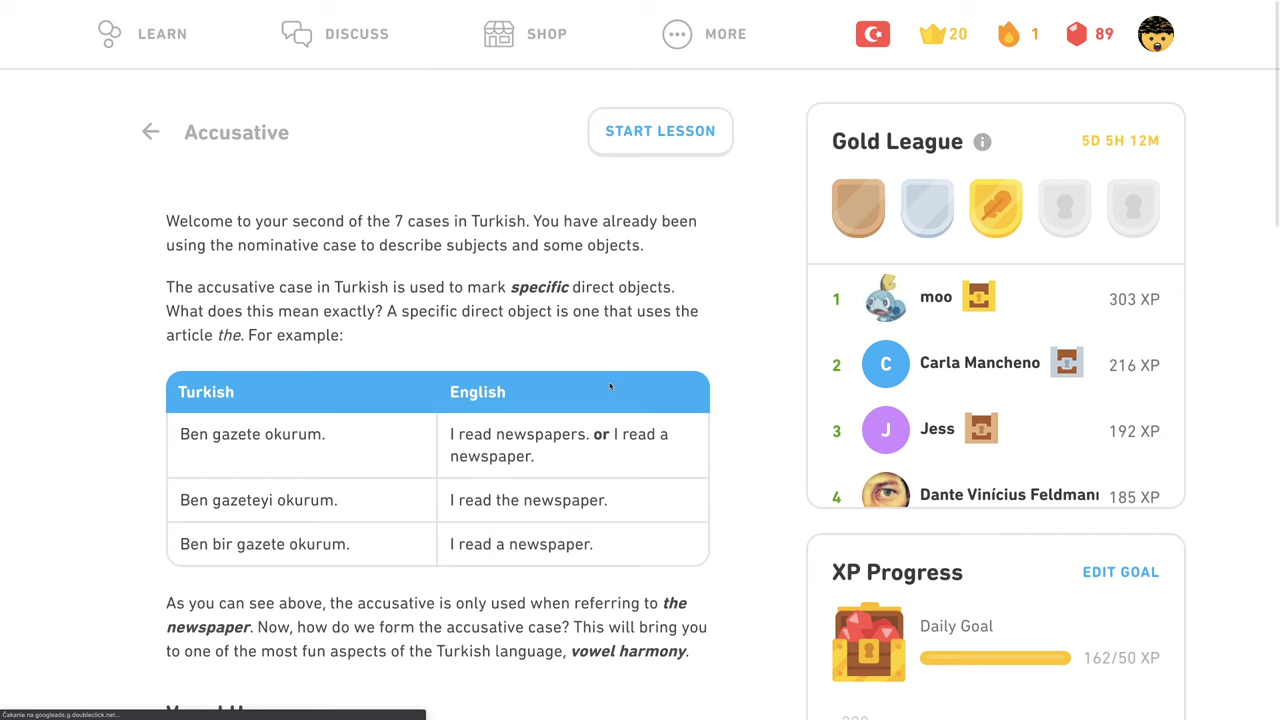 LEARN
DISCUSS
SHOP
MORE
20
1
89
Accusative
START LESSON
Welcome to your second of the 7 cases in Turkish. You have already been
using the nominative case to describe subjects and some objects.
The accusative case in Turkish is used to mark specific direct objects.
What does this mean exactly? A specific direct object is one that uses the
article the. For example:
Turkish English
Ben gazete okurum. I read newspapers. or I read a
newspaper.
Ben gazeteyi okurum. I read the newspaper.
Ben bir gazete okurum. I read a newspaper.
As you can see above, the accusative is only used when referring to the
newspaper. Now, how do we form the accusative case? This will bring you
to one of the most fun aspects of the Turkish language, vowel harmony.
Čakanie na googleads.g.doubleclick.net...
Gold League
5D 5H 12M
1 moo 303 XP
2 C Carla Mancheno 216 XP
3 J Jess 192 XP
4 Dante Vinícius Feldmann 185 XP
XP Progress
EDIT GOAL
Daily Goal
162/50 XP